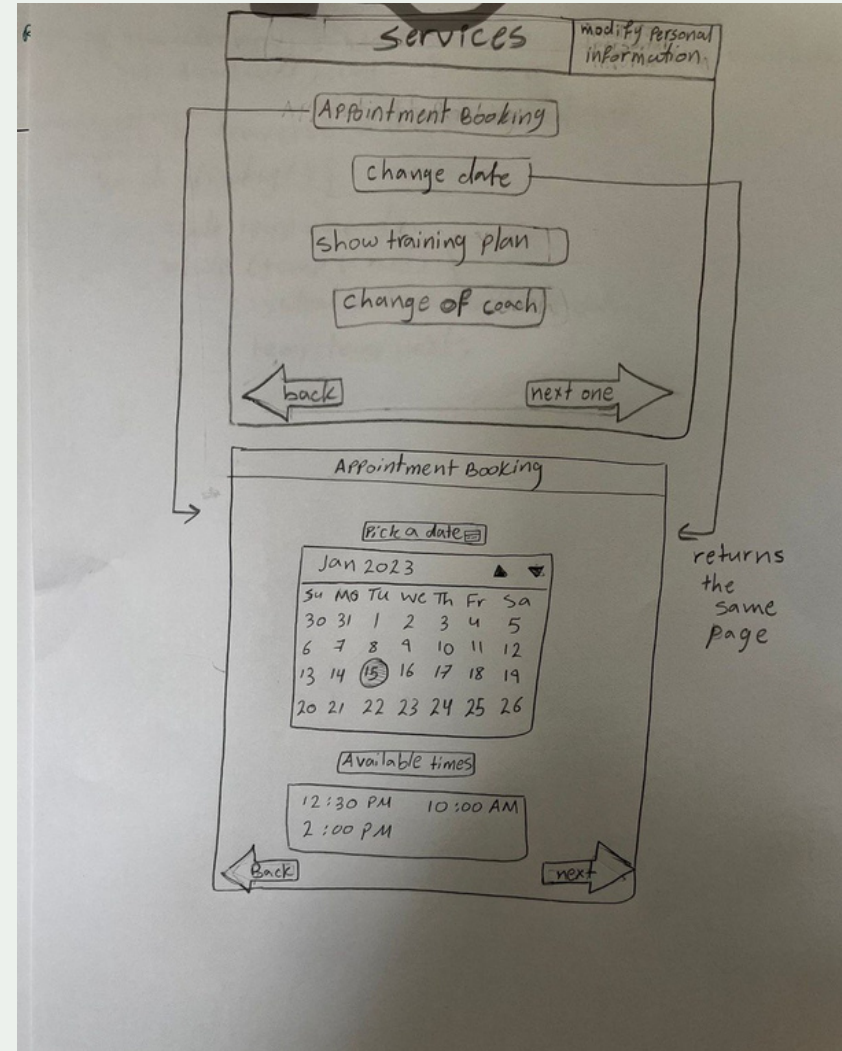 Services
modify personal
information
Appointment Booking
change date
show training plan
change of coach
back
next one
Appointment Booking
Pick a date
Jan 2023
Su Mo Tu We Th Fr Sa
30 31 1 2 3 4 5
6 7 8 9 10 11 12
13 14 15 16 17 18 19
20 21 22 23 24 25 26
returns
the
same
page
Available times
12:30 PM 10:00 AM
2:00 PM
Back
next